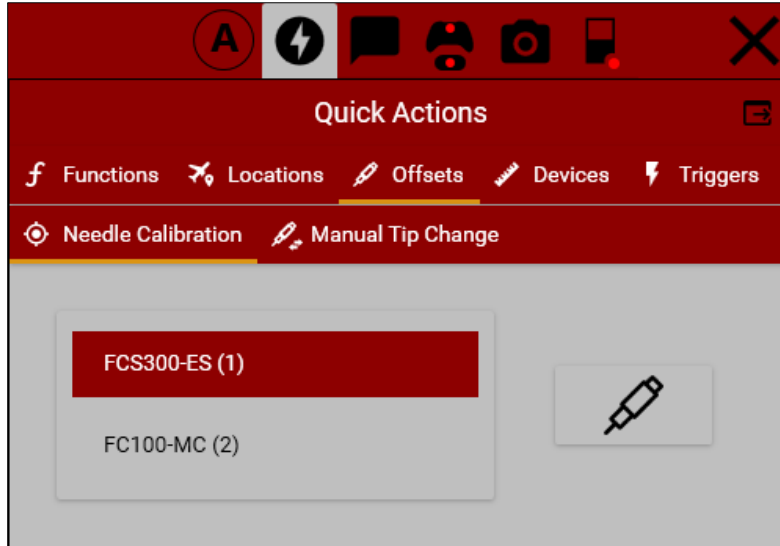 A
Quick Actions
Functions Locations Offsets Devices Triggers
Needle Calibration Manual Tip Change
FCS300-ES (1)
FC100-MC (2)